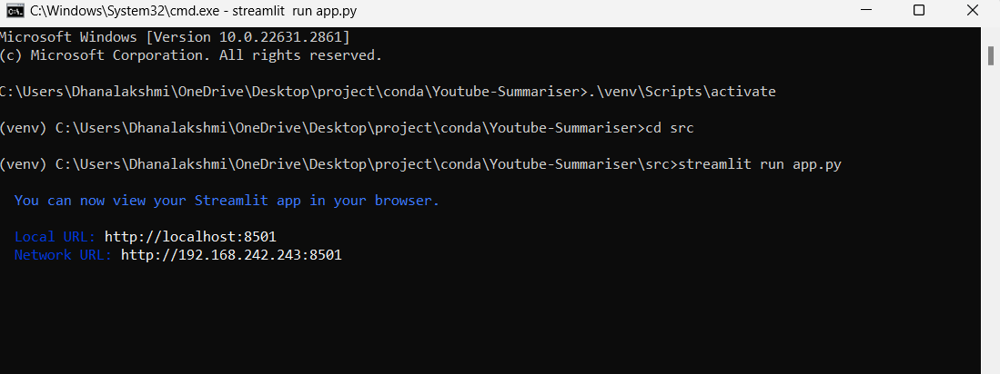 C:\Windows\System32\cmd.exe - streamlit run app.py
Microsoft Windows [Version 10.0.22631.2861]
(c) Microsoft Corporation. All rights reserved.
C:\Users\Dhanalakshmi\OneDrive\Desktop\project\conda\Youtube-Summariser>.\venv\Scripts\activate
(venv) C:\Users\Dhanalakshmi\OneDrive\Desktop\project\conda\Youtube-Summariser>cd src
(venv) C:\Users\Dhanalakshmi\OneDrive\Desktop\project\conda\Youtube-Summariser\src>streamlit run app.py
You can now view your Streamlit app in your browser.
Local URL: http://localhost:8501
Network URL: http://192.168.242.243:8501